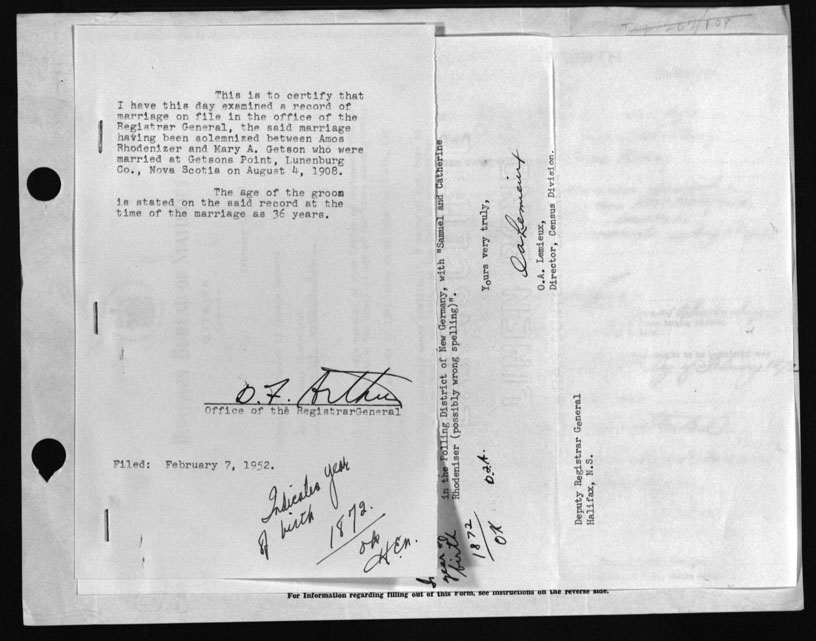 This is to certify that
I have this day examined a record of
marriage on file in the office of the
Registrar General, the said marriage
having been solemnized between Amos
Rhodenizer and Mary A. Getson who were
married at Getsons Point, Lunenburg
Co., Nova Scotia on August 4, 1908.
The age of the groom
is stated on the said record at the
time of the marriage as 36 years.
O.F. Arthur
Office of the RegistrarGeneral
Filed: February 7, 1952.
Indicates year
of birth
1872.
OK
H.E.N.
in the Polling District of New Germany, with "Samuel and Catherine
Rhodeniser (possibly wrong spelling)".
Yours very truly,
O A Lemieux
O.A. Lemieux,
Director, Census Division.
Deputy Registrar General
Halifax, N.S.
year of
birth
1872
OK
For Information regarding filling out of this Form, see instructions on the reverse side.